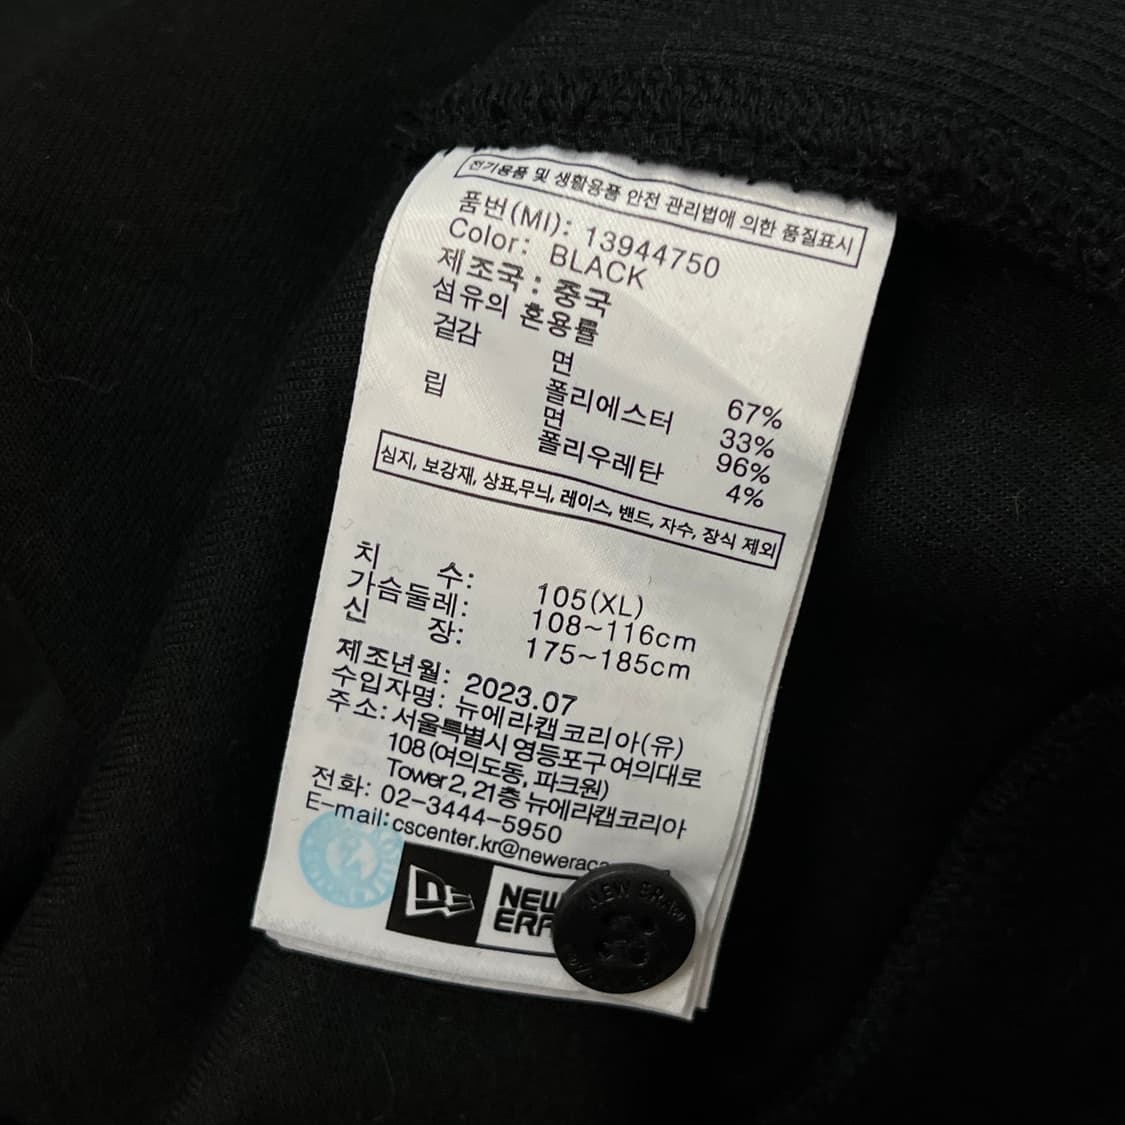 전기용품 및 생활용품 안전 관리법에 의한 품질표시
품번(MI): 13944750
Color: BLACK
제조국: 중국
섬유의 혼용률
겉감 면 67%
폴리에스터 33%
립 면 96%
폴리우레탄 4%
심지, 보강재, 상표,무늬, 레이스, 밴드, 자수, 장식 제외
치 수: 105(XL)
가슴둘레: 108~116cm
신 장: 175~185cm
제조년월: 2023.07
수입자명: 뉴에라캡코리아(유)
주소: 서울특별시 영등포구 여의대로
108 (여의도동, 파크원)
Tower 2, 21층 뉴에라캡코리아
전화: 02-3444-5950
E-mail: cscenter.kr@newerac
NEW
ERA
NEW ERA